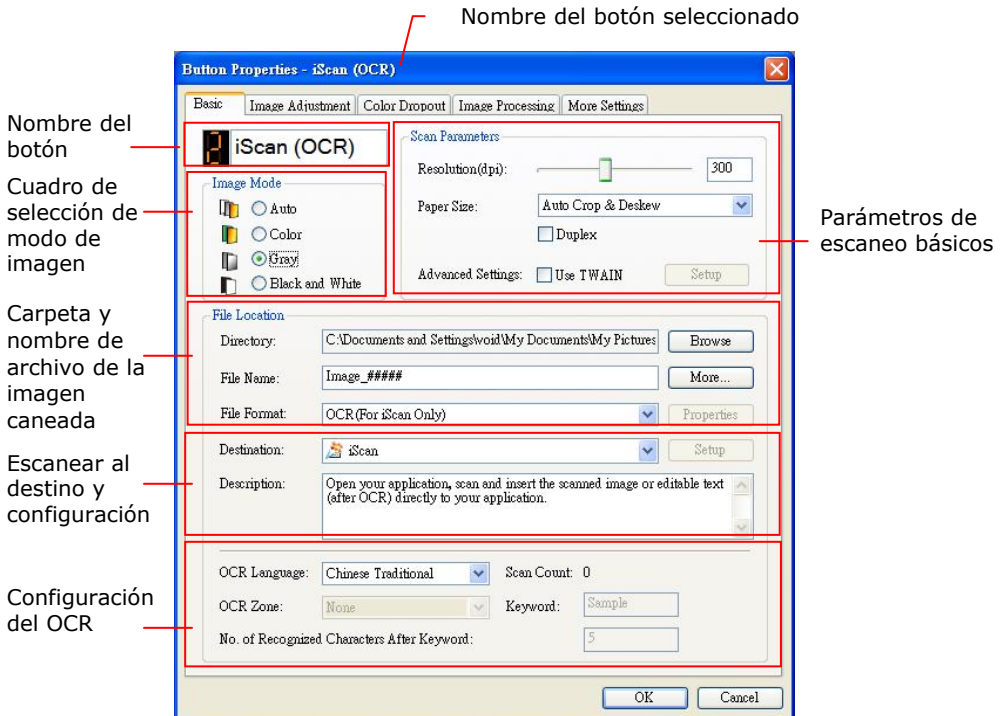 Nombre del botón seleccionado
Button Properties - iScan (OCR)
Basic
Image Adjustment
Color Dropout
Image Processing
More Settings
Nombre del
botón
2
iScan (OCR)
Cuadro de
selección de
modo de
imagen
Image Mode
Auto
Color
Gray
Black and White
Scan Parameters
Resolution(dpi):
300
Paper Size:
Auto Crop & Deskew
Duplex
Advanced Settings:
Use TWAIN
Setup
Parámetros de
escaneo básicos
Carpeta y
nombre de
archivo de la
imagen
caneada
File Location
Directory:
C:\Documents and Settings\void\My Documents\My Pictures
Browse
File Name:
Image_#####
More...
File Format:
OCR(For iScan Only)
Properties
Escanear al
destino y
configuración
Destination:
iScan
Setup
Description:
Open your application, scan and insert the scanned image or editable text
(after OCR) directly to your application.
Configuración
del OCR
OCR Language:
Chinese Traditional
Scan Count: 0
OCR Zone:
None
Keyword:
Sample
No. of Recognized Characters After Keyword:
5
OK
Cancel